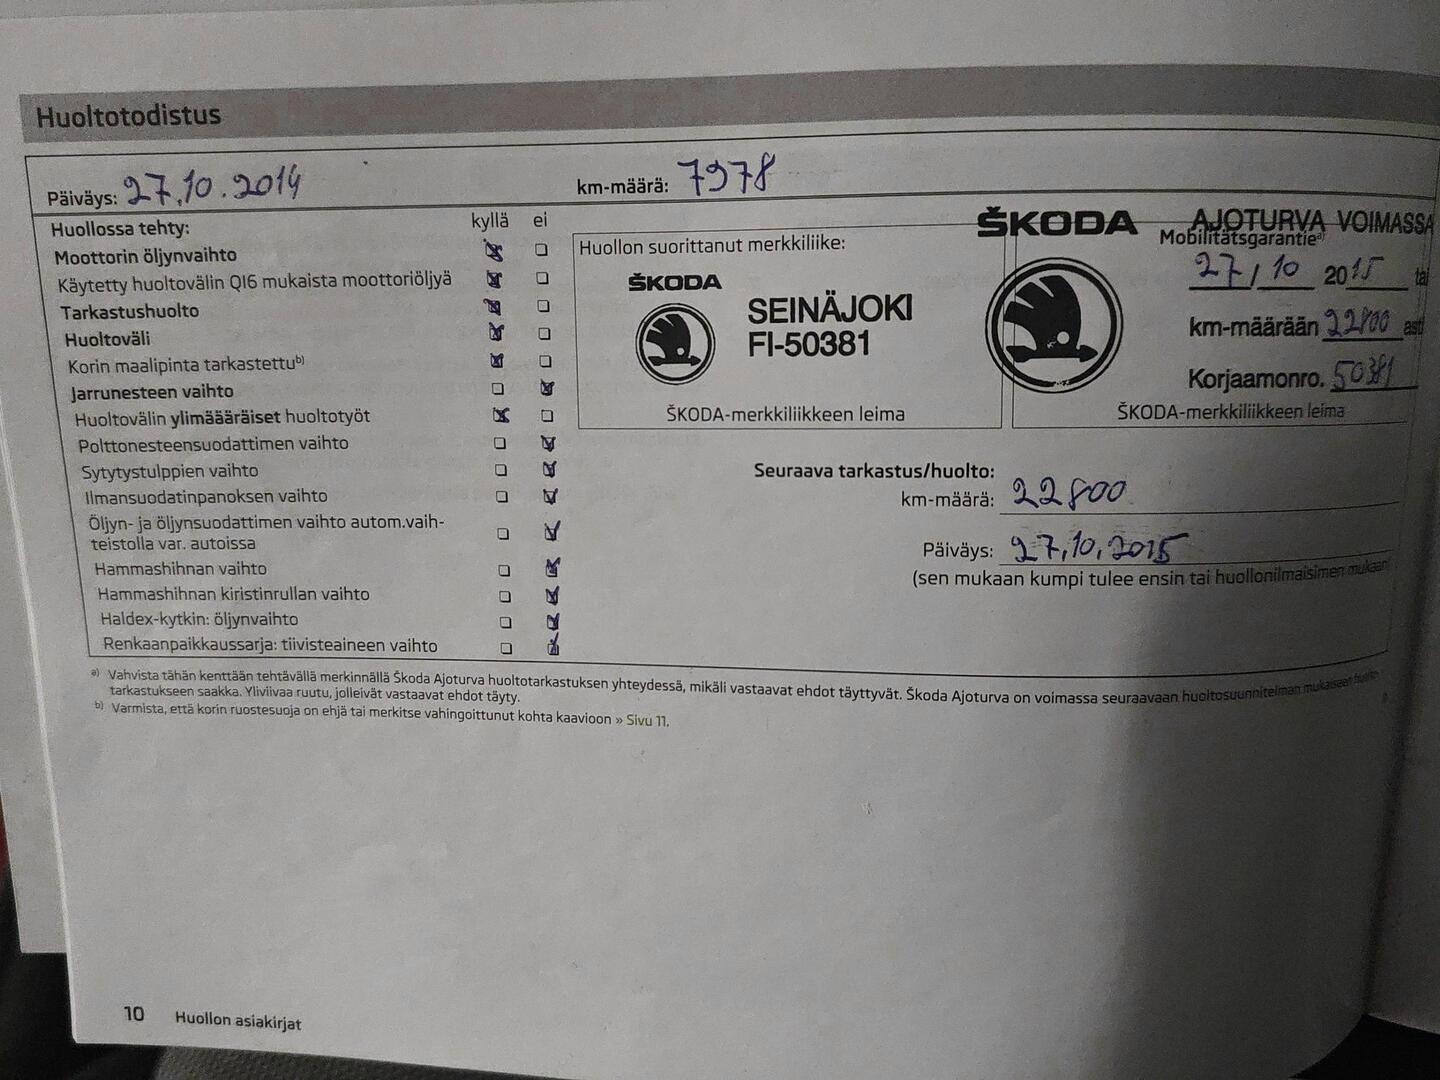 Huoltotodistus
Päiväys: 27.10.2014
km-määrä: 7978
Huollossa tehty: kyllä ei
Moottorin öljynvaihto
Käytetty huoltovälin QI6 mukaista moottoriöljyä
Tarkastushuolto
Huoltoväli
Korin maalipinta tarkastettu b)
Jarrunesteen vaihto
Huoltovälin ylimääräiset huoltotyöt
Polttonesteensuodattimen vaihto
Sytytystulppien vaihto
Ilmansuodatinpanoksen vaihto
Öljyn- ja öljynsuodattimen vaihto autom.vaih-
teistolla var. autoissa
Hammashihnan vaihto
Hammashihnan kiristinrullan vaihto
Haldex-kytkin: öljynvaihto
Renkaanpaikkaussarja: tiivisteaineen vaihto
Huollon suorittanut merkkiliike:
ŠKODA
SEINÄJOKI
FI-50381
ŠKODA-merkkiliikkeen leima
ŠKODA AJOTURVA VOIMASSA
Mobilitätsgarantie a)
27/10 2015 tai
km-määrään 22800 asti
Korjaamonro. 50381
ŠKODA-merkkiliikkeen leima
Seuraava tarkastus/huolto:
km-määrä: 22800
Päiväys: 27.10.2015
(sen mukaan kumpi tulee ensin tai huollonilmaisimen mukaan)
a) Vahvista tähän kenttään tehtävällä merkinnällä Škoda Ajoturva huoltotarkastuksen yhteydessä, mikäli vastaavat ehdot täyttyvät. Škoda Ajoturva on voimassa seuraavaan huoltosuunnitelman mukaiseen huolto-
tarkastukseen saakka. Yliviivaa ruutu, jolleivät vastaavat ehdot täyty.
b) Varmista, että korin ruostesuoja on ehjä tai merkitse vahingoittunut kohta kaavioon » Sivu 11.
10 Huollon asiakirjat